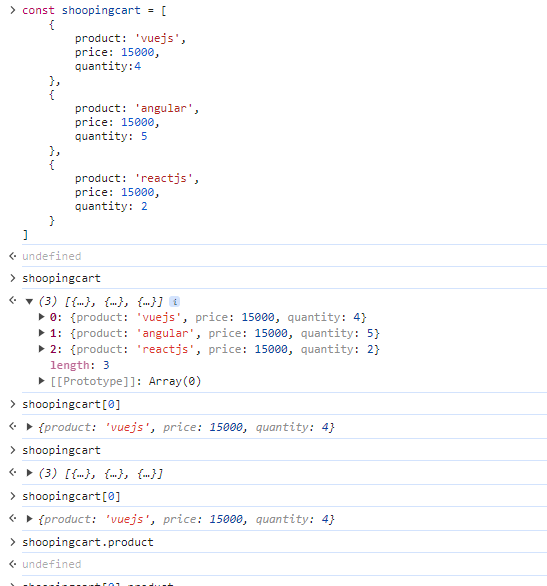 const shoopingcart = [
{
product: 'vuejs',
price: 15000,
quantity:4
},
{
product: 'angular',
price: 15000,
quantity: 5
},
{
product: 'reactjs',
price: 15000,
quantity: 2
}
]
undefined
shoopingcart
(3) [{…}, {…}, {…}] i
0: {product: 'vuejs', price: 15000, quantity: 4}
1: {product: 'angular', price: 15000, quantity: 5}
2: {product: 'reactjs', price: 15000, quantity: 2}
length: 3
[[Prototype]]: Array(0)
shoopingcart[0]
{product: 'vuejs', price: 15000, quantity: 4}
shoopingcart
(3) [{…}, {…}, {…}]
shoopingcart[0]
{product: 'vuejs', price: 15000, quantity: 4}
shoopingcart.product
undefined